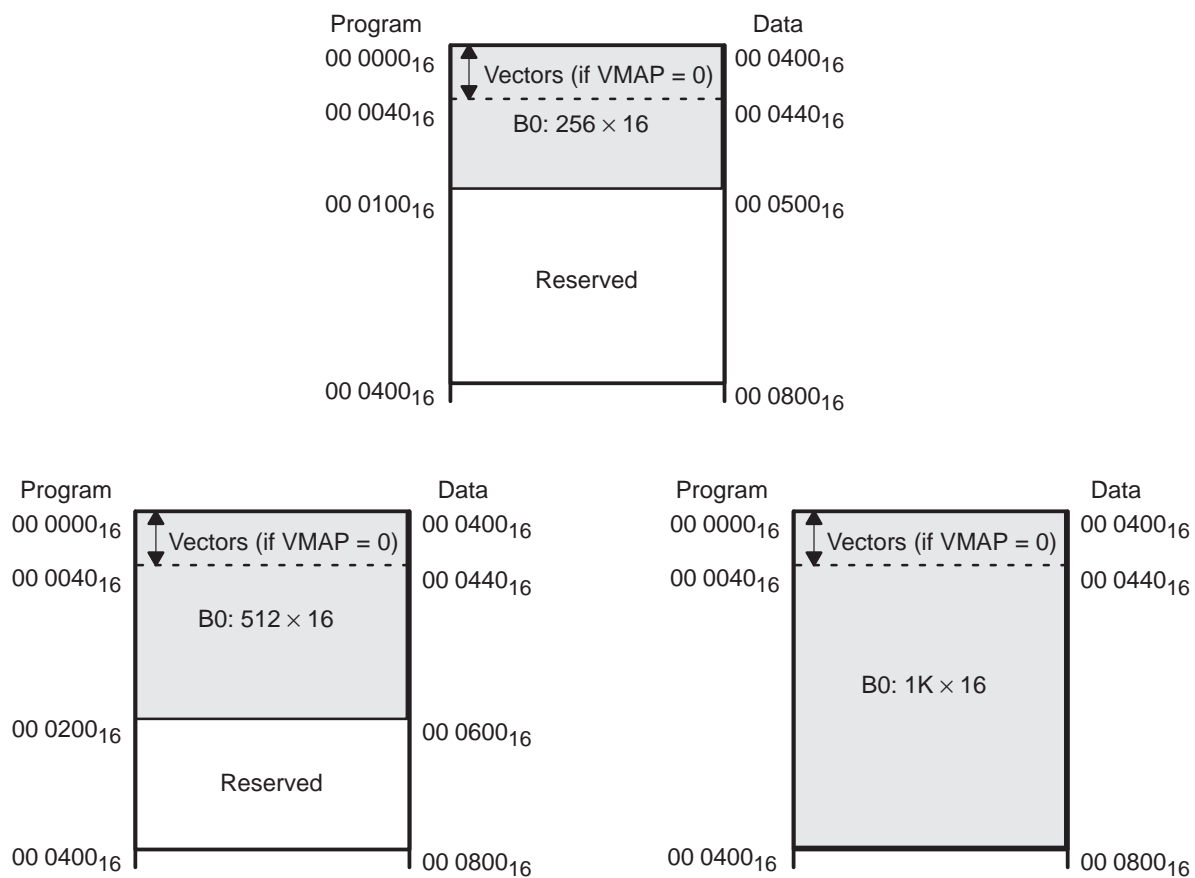 Program Data
00 0000₁₆ Vectors (if VMAP = 0) 00 0400₁₆
00 0040₁₆ B0: 256 × 16 00 0440₁₆
00 0100₁₆ 00 0500₁₆
Reserved
00 0400₁₆ 00 0800₁₆
Program Data
00 0000₁₆ Vectors (if VMAP = 0) 00 0400₁₆
00 0040₁₆ 00 0440₁₆
B0: 512 × 16
00 0200₁₆ 00 0600₁₆
Reserved
00 0400₁₆ 00 0800₁₆
Program Data
00 0000₁₆ Vectors (if VMAP = 0) 00 0400₁₆
00 0040₁₆ 00 0440₁₆
B0: 1K × 16
00 0400₁₆ 00 0800₁₆